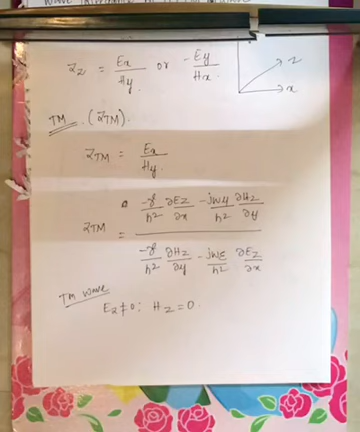 Z_Z = Ex/Hy or -Ey/Hx
z
x
TM. (ZTM).
ZTM = Ex/Hy.
ZTM = (-γ/h² ∂EZ/∂x - jωμ/h² ∂HZ/∂y) / (-γ/h² ∂HZ/∂y - jωε/h² ∂EZ/∂x)
TM wave
EZ≠0; HZ=0.